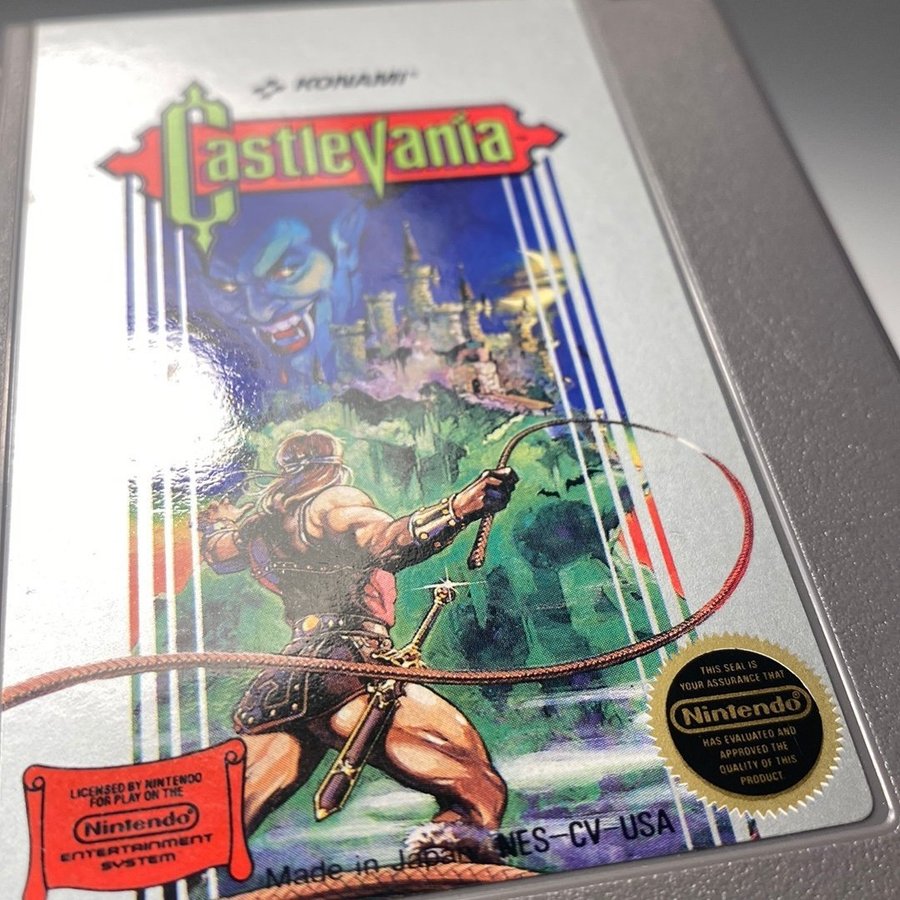 KONAMI®
Castlevania
THIS SEAL IS
YOUR ASSURANCE THAT
Nintendo
HAS EVALUATED AND
APPROVED THE
QUALITY OF THIS
PRODUCT.
LICENSED BY NINTENDO
FOR PLAY ON THE
Nintendo
ENTERTAINMENT
SYSTEM
Made in Japan NES-CV-USA